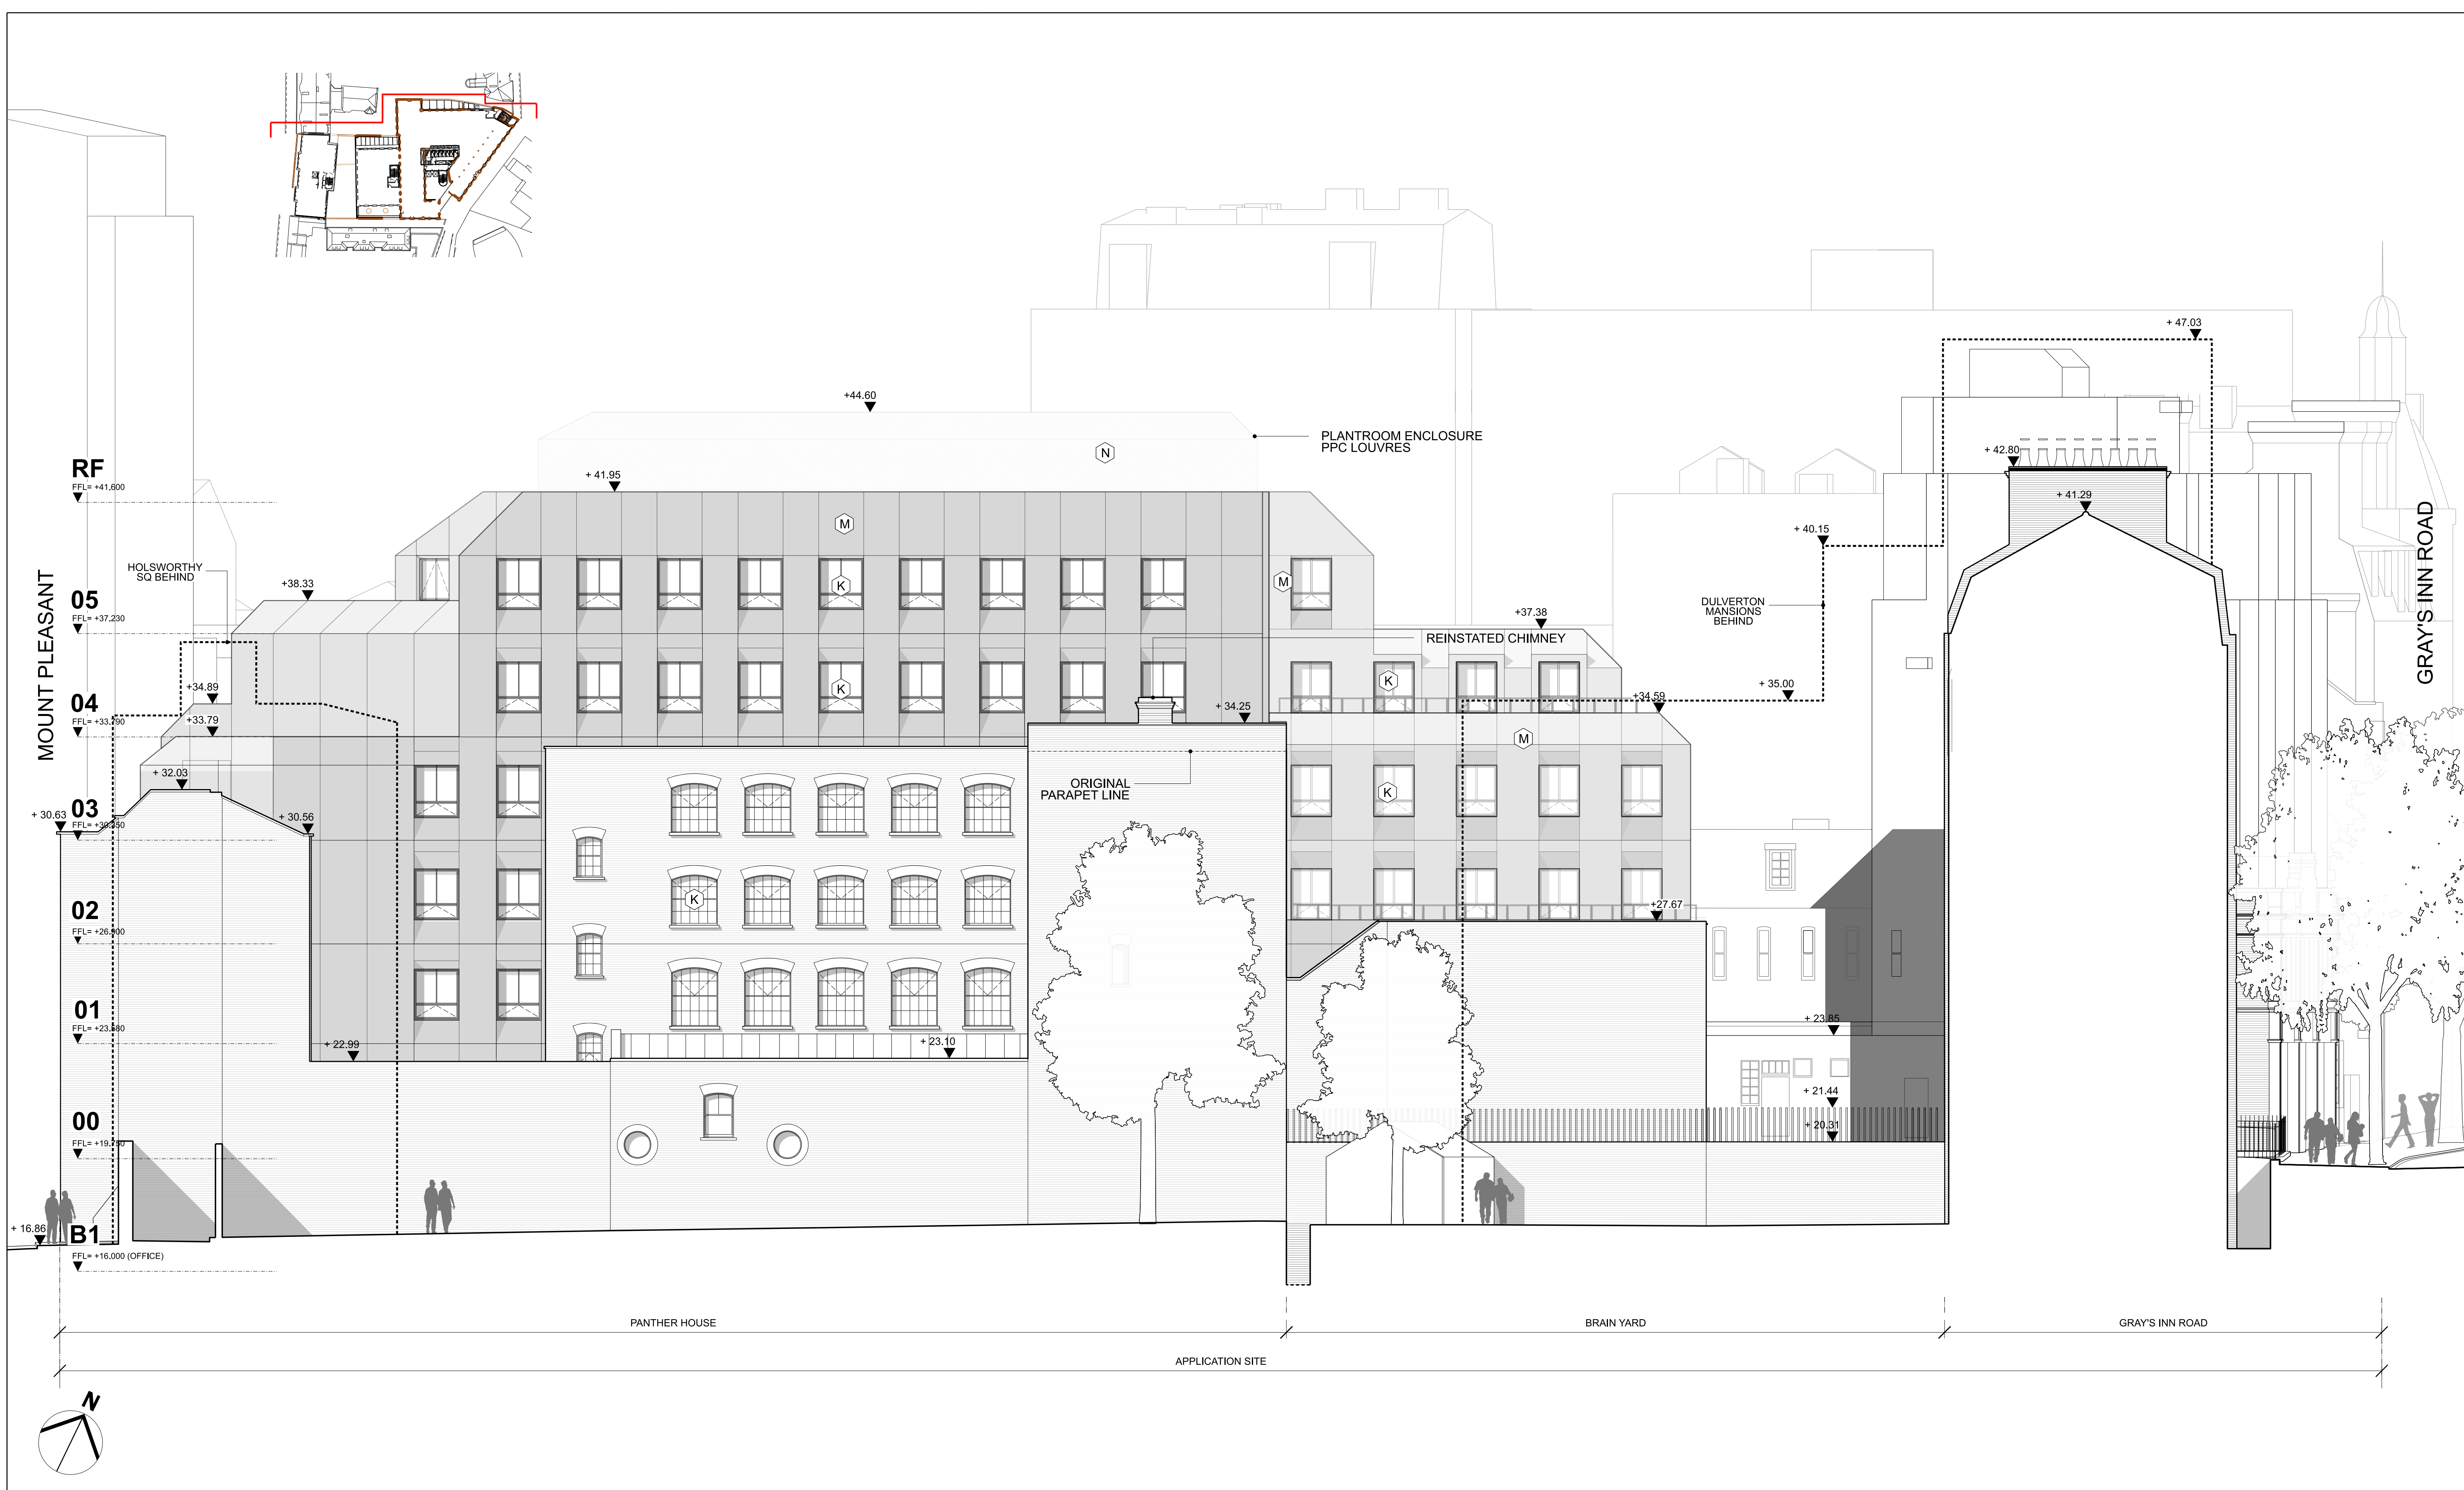 + 47.03
+44.60
PLANTROOM ENCLOSURE
PPC LOUVRES
N
+ 42.80
RF
FFL= +41,600
+ 41.95
+ 41.29
M
+ 40.15
HOLSWORTHY
SQ BEHIND
K
M
+38.33
05
FFL= +37,230
DULVERTON
MANSIONS
BEHIND
+37.38
REINSTATED CHIMNEY
MOUNT PLEASANT
GRAY'S INN ROAD
+34.89
K
K
+ 35.00
+34.59
04
+33.79
+ 34.25
M
+ 32.03
ORIGINAL
PARAPET LINE
K
03
+ 30.63
+ 30.56
K
02
+27.67
01
+ 22.99
+ 23.10
+ 23.85
+ 21.44
00
+ 20.31
+ 16.86
B1
FFL= +16.000 (OFFICE)
PANTHER HOUSE
BRAIN YARD
GRAY'S INN ROAD
APPLICATION SITE
N